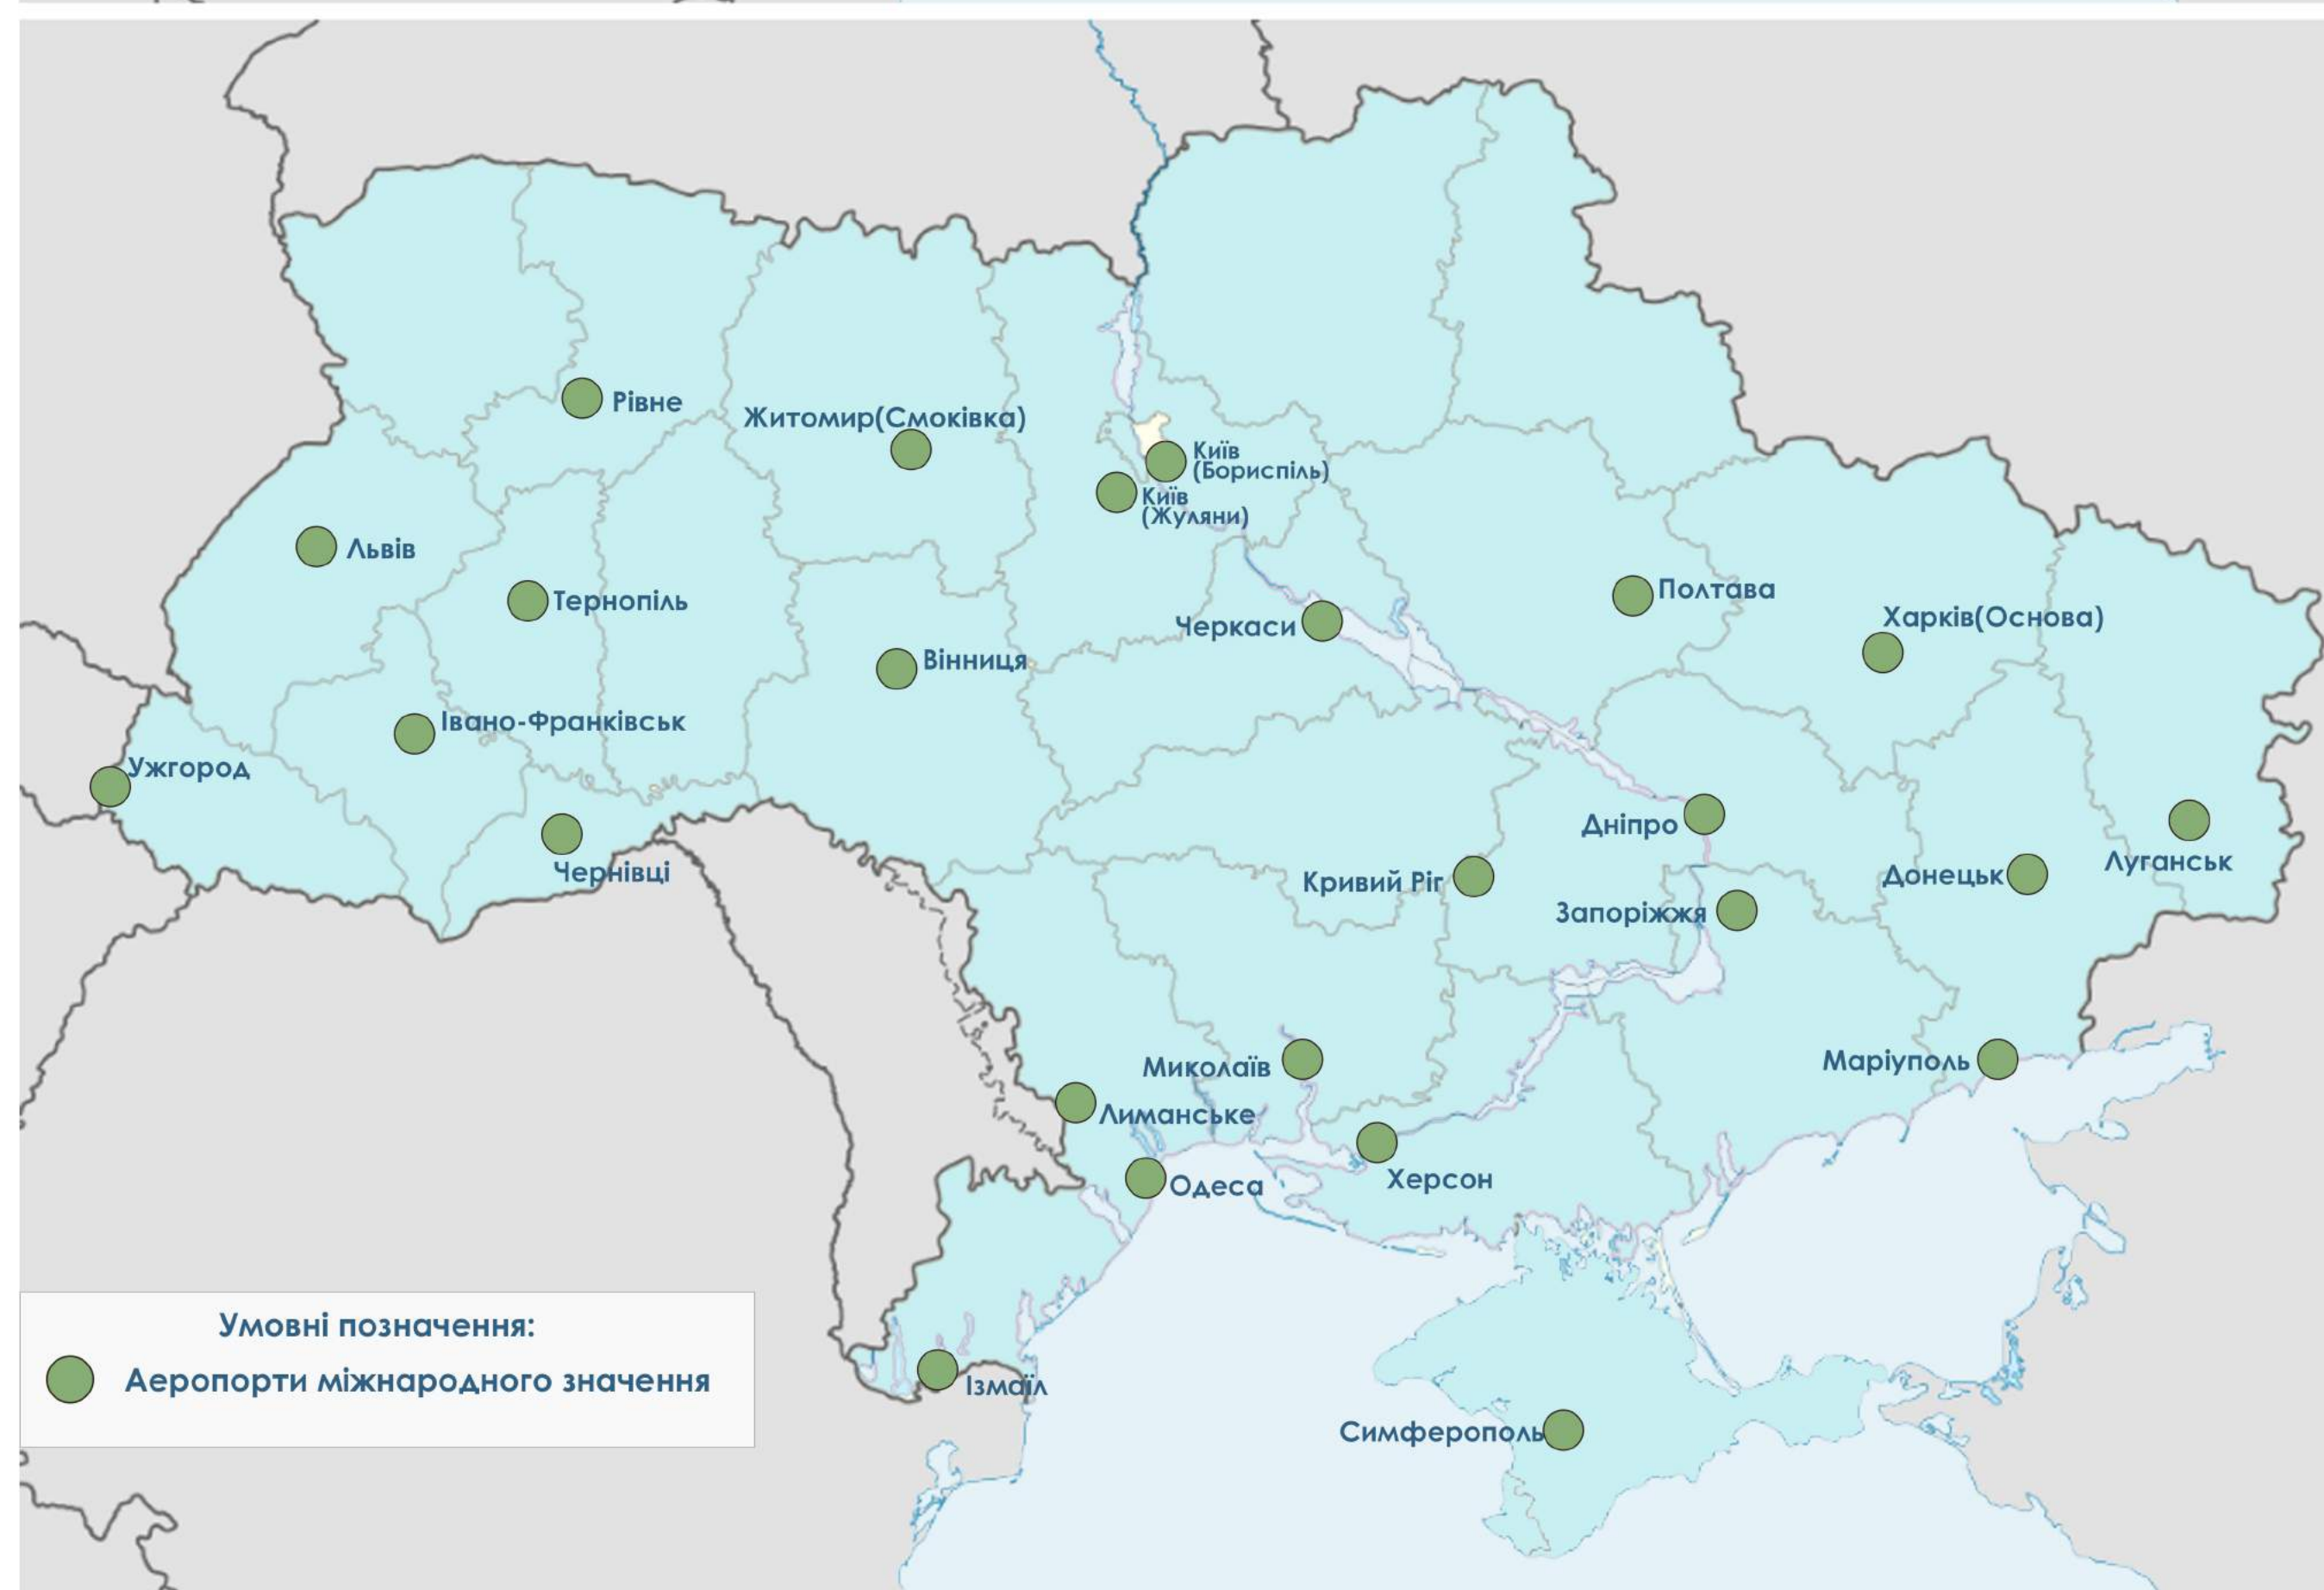 Рівне
Житомир(Смоківка)
Київ
(Бориспіль)
Київ
(Жуляни)
Львів
Тернопіль
Полтава
Харків(Основа)
Черкаси
Вінниця
Івано-Франківськ
Ужгород
Чернівці
Дніпро
Луганськ
Донецьк
Кривий Ріг
Запоріжжя
Миколаїв
Маріуполь
Лиманське
Херсон
Одеса
Ізмаїл
Симферополь
Умовні позначення:
Аеропорти міжнародного значення